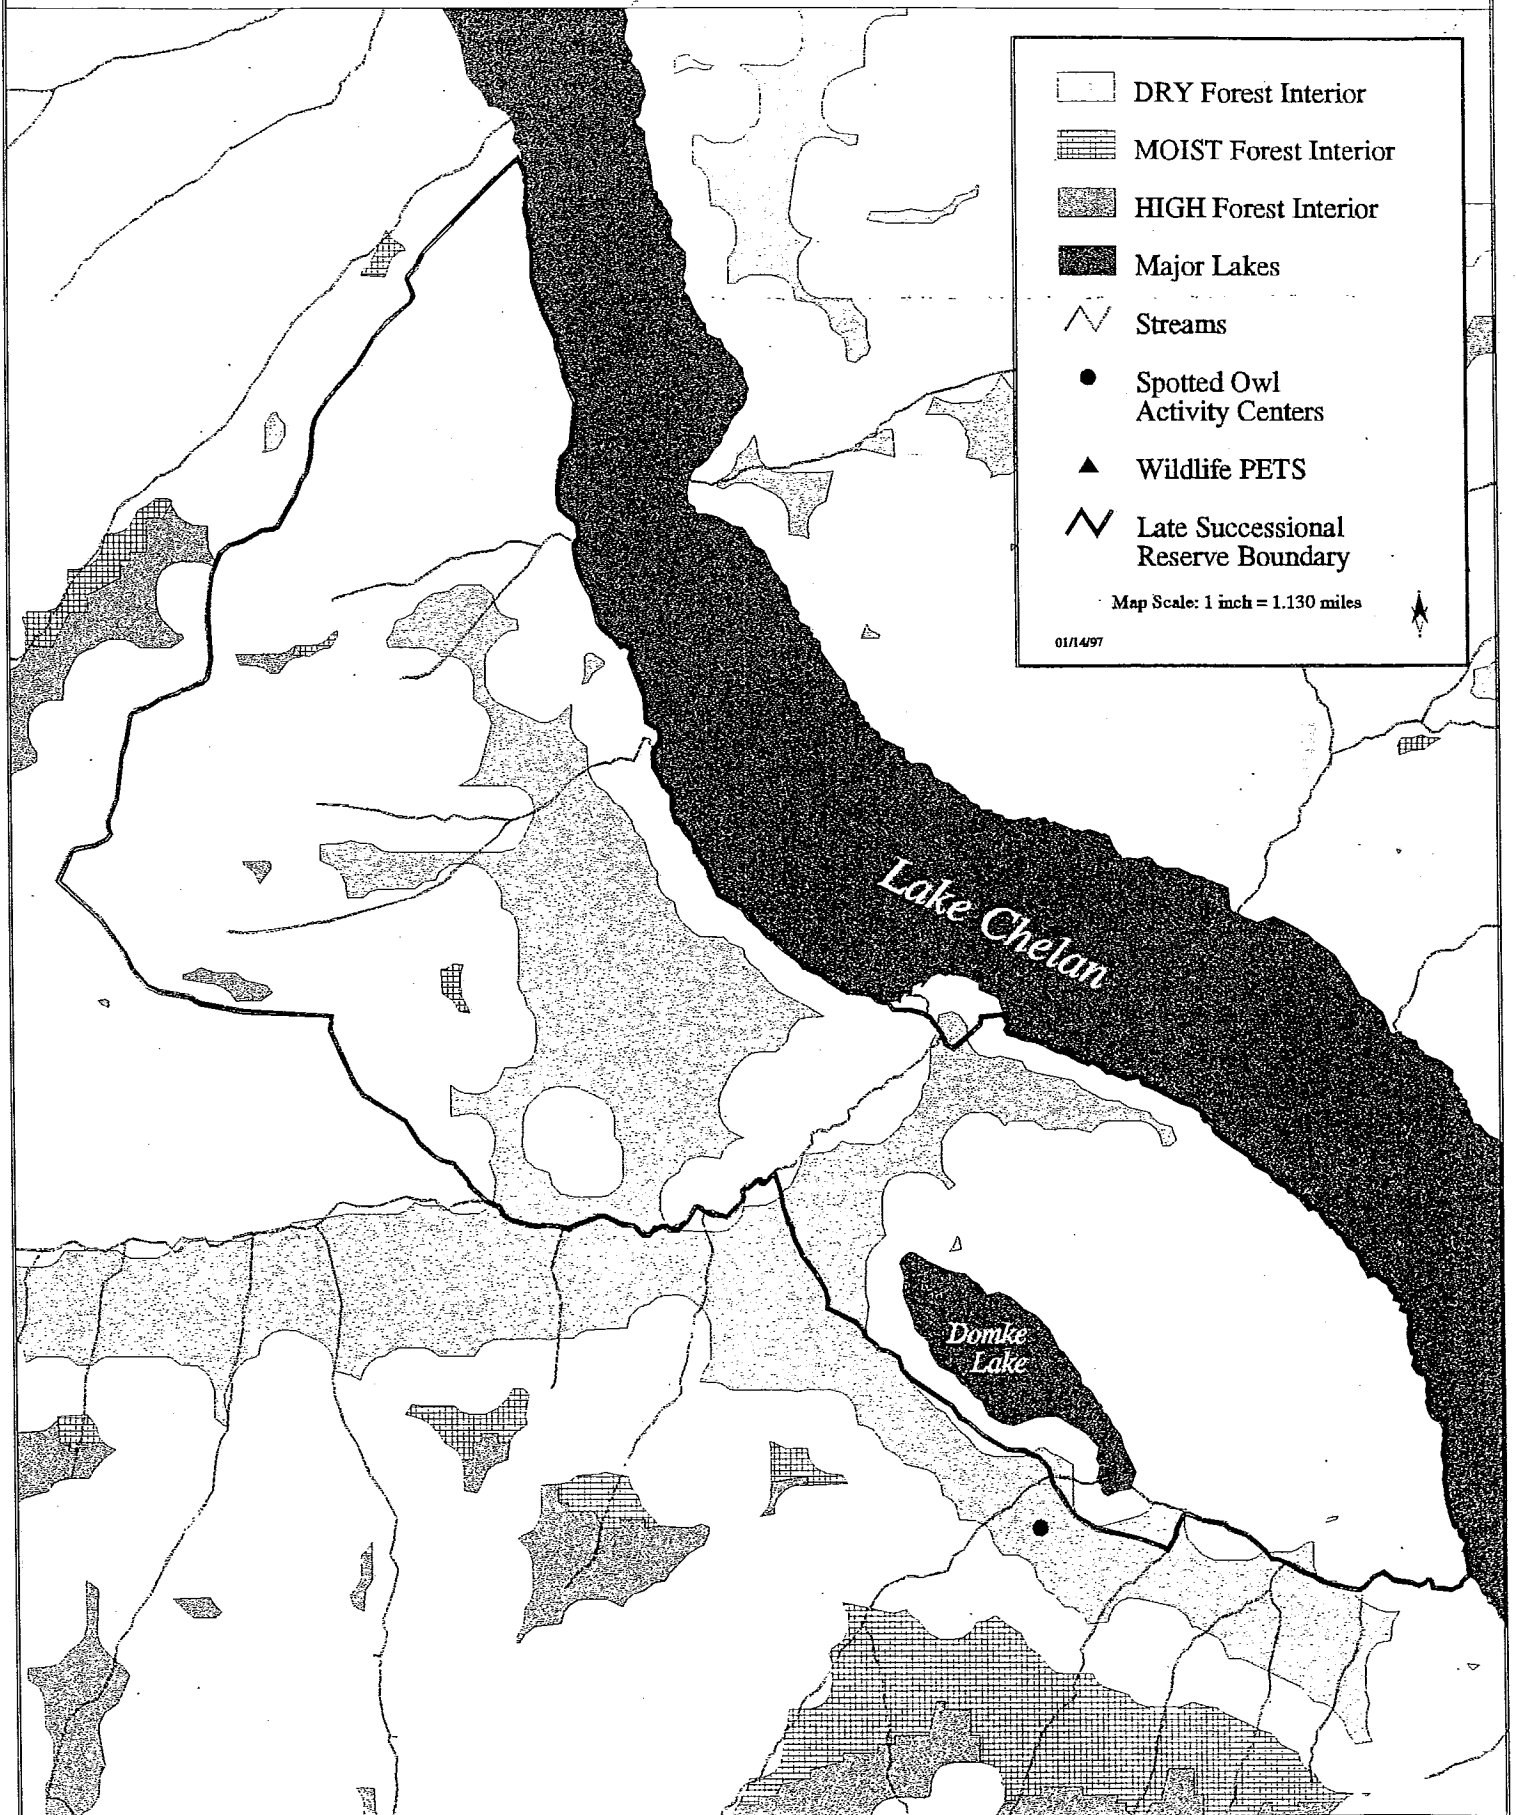 DRY Forest Interior
MOIST Forest Interior
HIGH Forest Interior
Major Lakes
Streams
Spotted Owl
Activity Centers
Wildlife PETS
Late Successional
Reserve Boundary
Map Scale: 1 inch = 1.130 miles
01/14/97
Lake Chelan
Domke
Lake